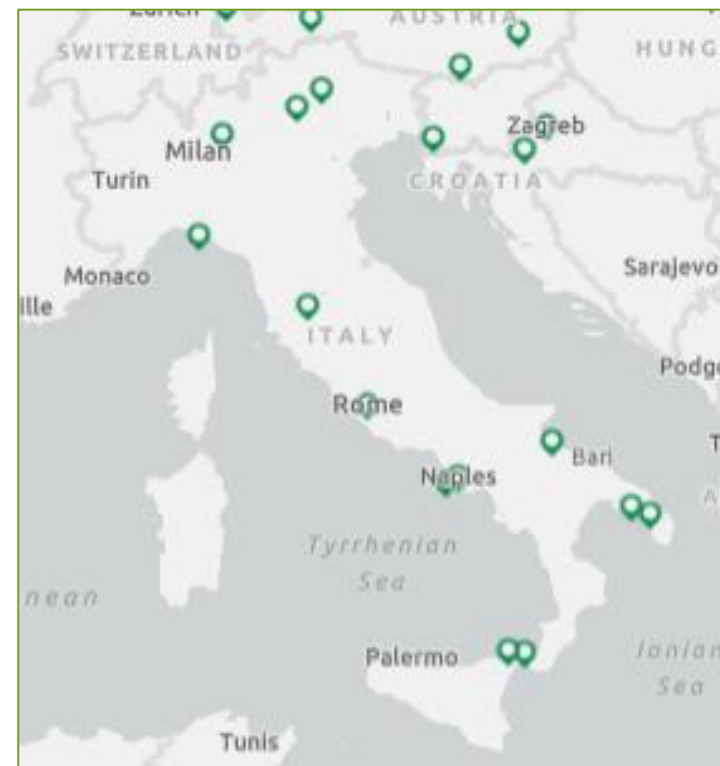 AUSTRIA
SWITZERLAND
HUNG
Zagreb
Milan
Turin
CROATIA
Sarajevo
Monaco
ille
ITALY
Podg
Rome
T
Bari
Naples
A
Tyrrhenian
Sea
nean
Palermo
Ionian
Sea
Tunis